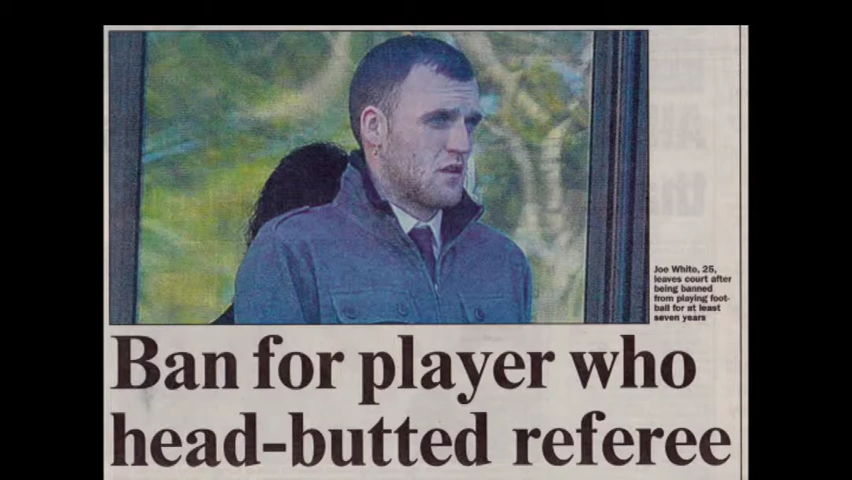 Joe White, 25,
leaves court after
being banned
from playing foot-
ball for at least
seven years
Ban for player who
head-butted referee